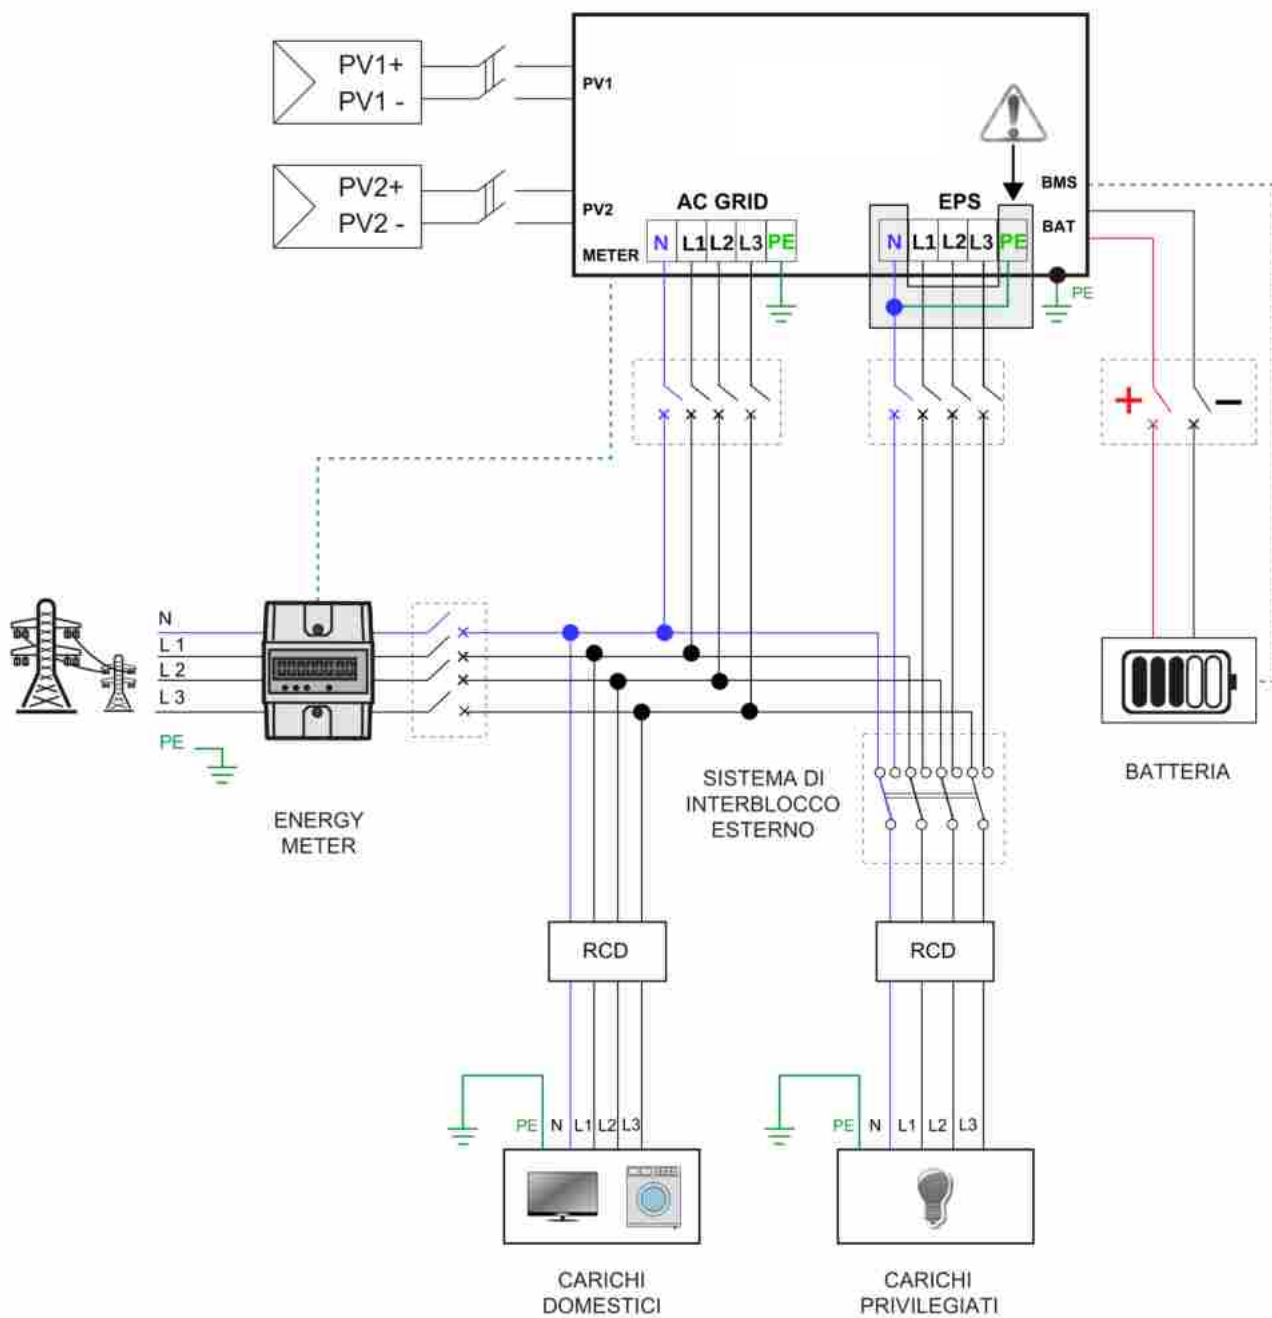 PV1+
PV1 -
PV1
PV2+
PV2 -
PV2
METER
AC GRID
N L1 L2 L3 PE
EPS
N L1 L2 L3 PE
BMS
BAT
PE
+ −
N
L 1
L 2
L 3
PE
ENERGY
METER
SISTEMA DI
INTERBLOCCO
ESTERNO
BATTERIA
RCD
RCD
PE N L1 L2 L3
PE N L1 L2 L3
CARICHI
DOMESTICI
CARICHI
PRIVILEGIATI